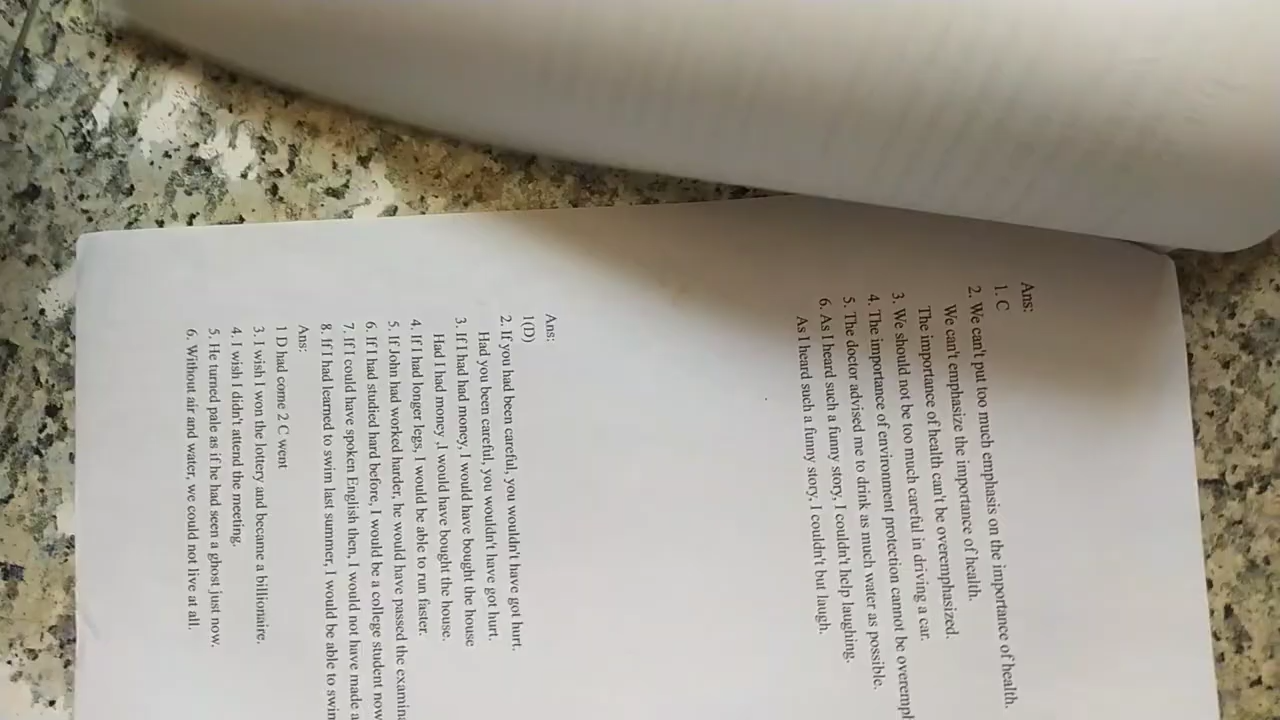 Ans:
1. C
2. We can't put too much emphasis on the importance of health.
We can't emphasize the importance of health.
The importance of health can't be overemphasized.
3. We should not be too much careful in driving a car.
4. The importance of environment protection cannot be overempl
5. The doctor advised me to drink as much water as possible.
6. As I heard such a funny story, I couldn't help laughing.
As I heard such a funny story, I couldn't but laugh.
Ans:
1(D)
2. If you had been careful, you wouldn't have got hurt.
Had you been careful, you wouldn't have got hurt.
3. If I had had money, I would have bought the house
Had I had money ,I would have bought the house.
4. If I had longer legs, I would be able to run faster.
5. If John had worked harder, he would have passed the examina
6. If I had studied hard before, I would be a college student now
7. If I could have spoken English then, I would not have made a
8. If I had learned to swim last summer, I would be able to swim
Ans:
1 D had come 2 C went
3. I wish I won the lottery and became a billionaire.
4. I wish I didn't attend the meeting.
5. He turned pale as if he had seen a ghost just now.
6. Without air and water, we could not live at all.